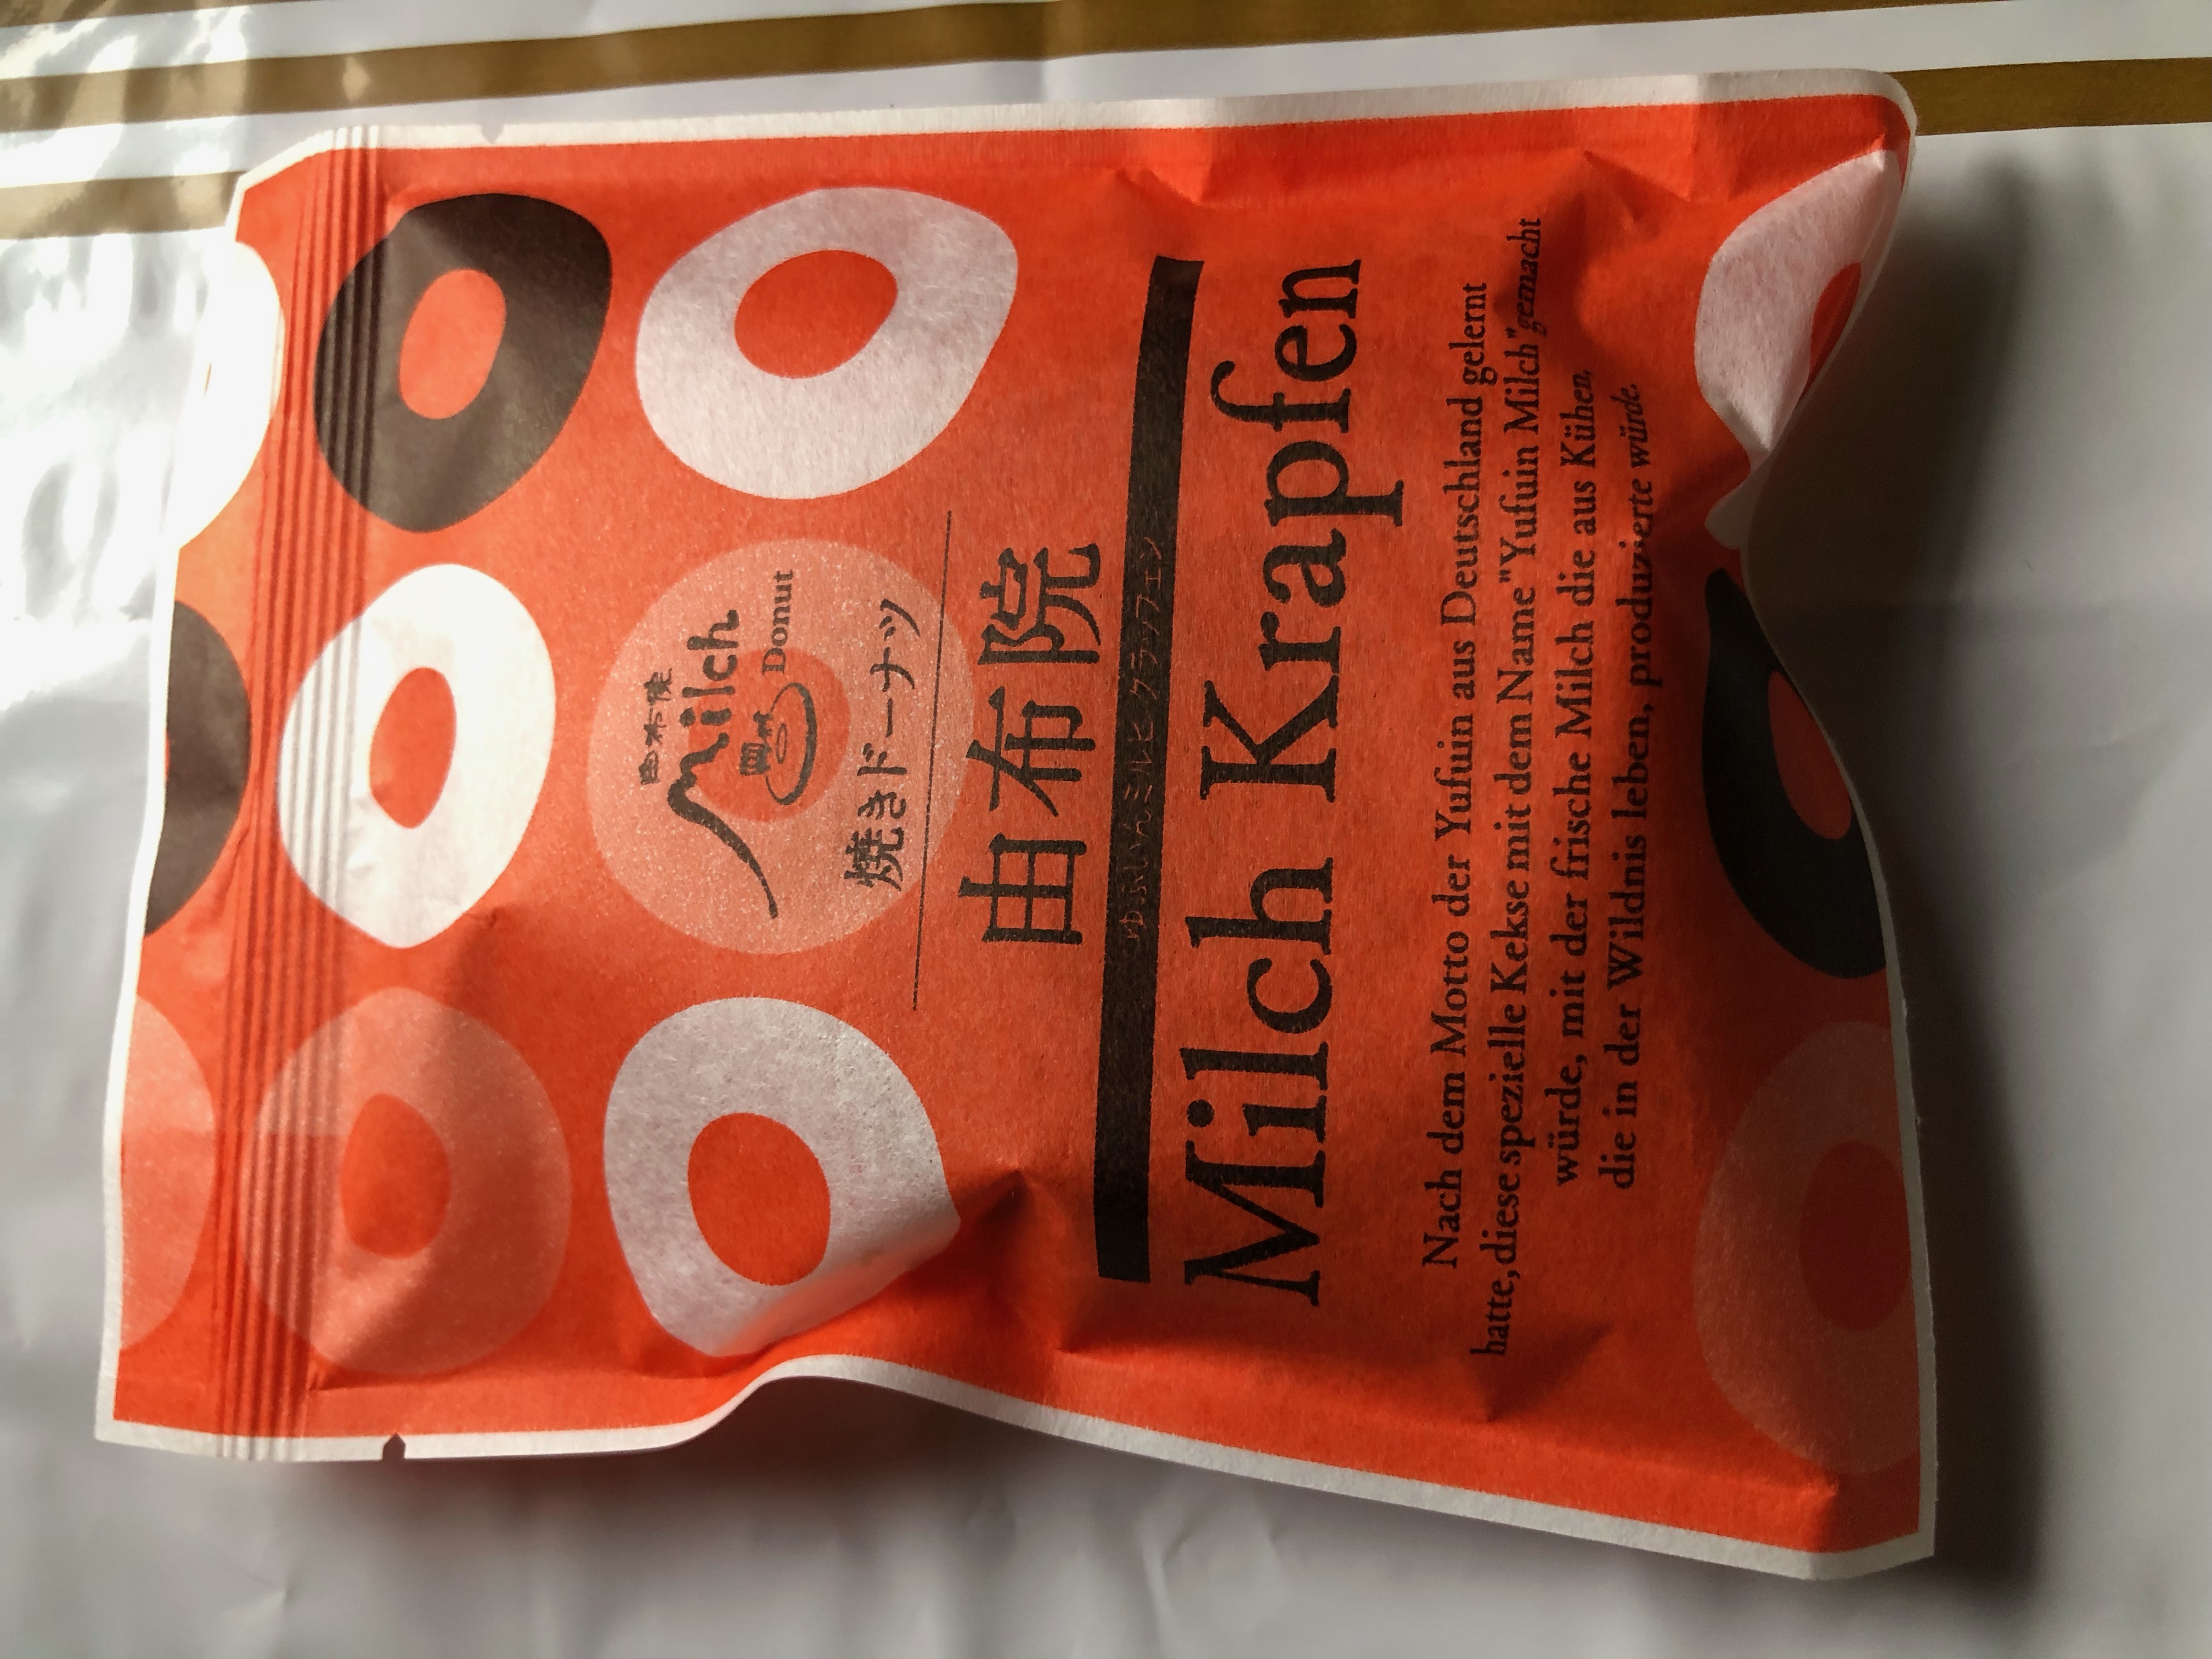 由布院
Milch
Donut
焼きドーナツ
由布院
ゆふいんミルヒクラップェン
Milch Krapfen
Nach dem Motto der Yufuin aus Deutschland gelernt
hatte, diese spezielle Kekse mit dem Name "Yufuin Milch" gemacht
würde, mit der frische Milch die aus Kühen,
die in der Wildnis leben, produzierte würde.